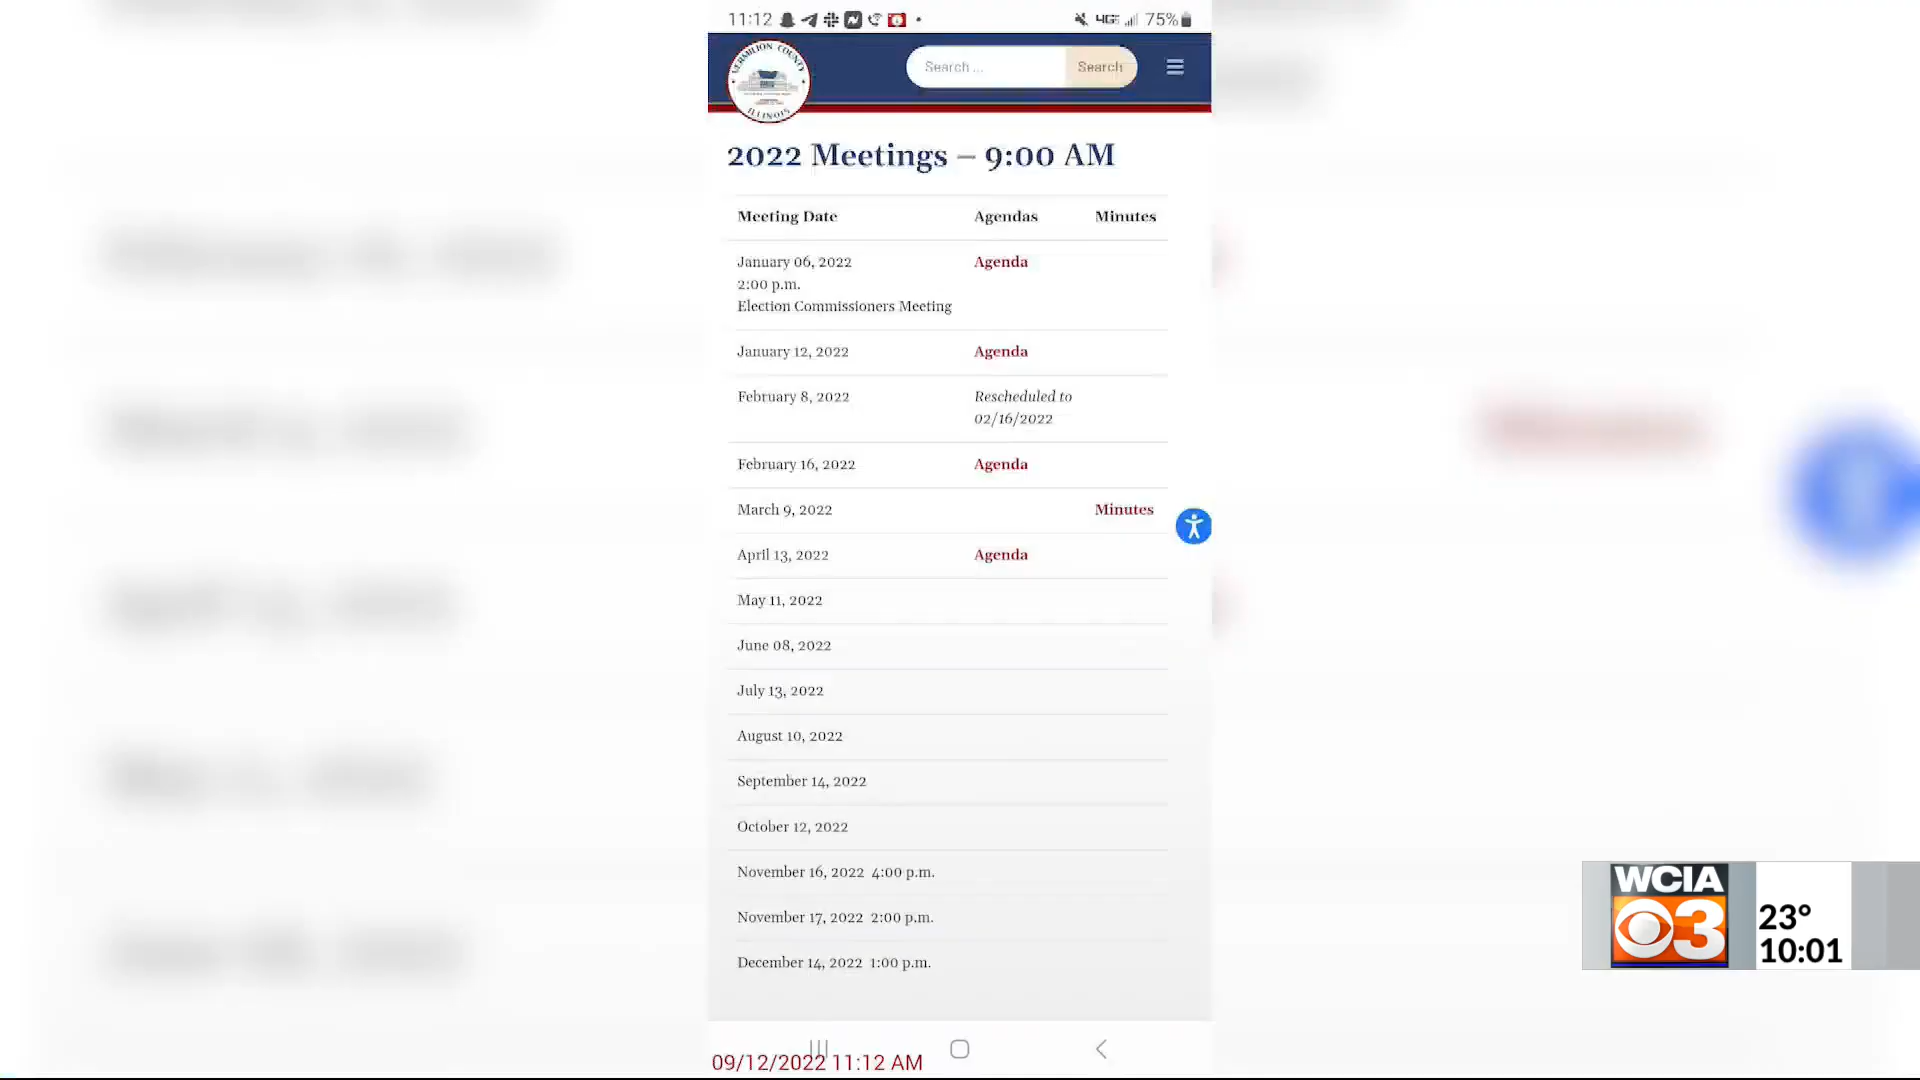 11:12
4GE
75%
VERMILION COUNTY
ILLINOIS
Search ...
Search
2022 Meetings – 9:00 AM
Meeting Date Agendas Minutes
January 06, 2022 Agenda
2:00 p.m.
Election Commissioners Meeting
January 12, 2022 Agenda
February 8, 2022 Rescheduled to
02/16/2022
February 16, 2022 Agenda
March 9, 2022 Minutes
April 13, 2022 Agenda
May 11, 2022
June 08, 2022
July 13, 2022
August 10, 2022
September 14, 2022
October 12, 2022
November 16, 2022 4:00 p.m.
November 17, 2022 2:00 p.m.
December 14, 2022 1:00 p.m.
09/12/2022 11:12 AM
WCIA
3
23°
10:01